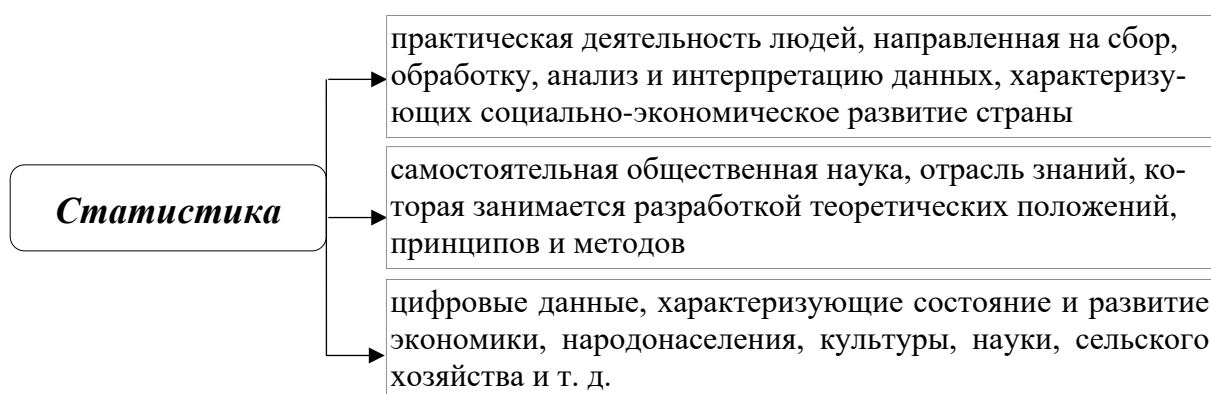 практическая деятельность людей, направленная на сбор,
обработку, анализ и интерпретацию данных, характеризу-
ющих социально-экономическое развитие страны
Статистика
самостоятельная общественная наука, отрасль знаний, ко-
торая занимается разработкой теоретических положений,
принципов и методов
цифровые данные, характеризующие состояние и развитие
экономики, народонаселения, культуры, науки, сельского
хозяйства и т. д.